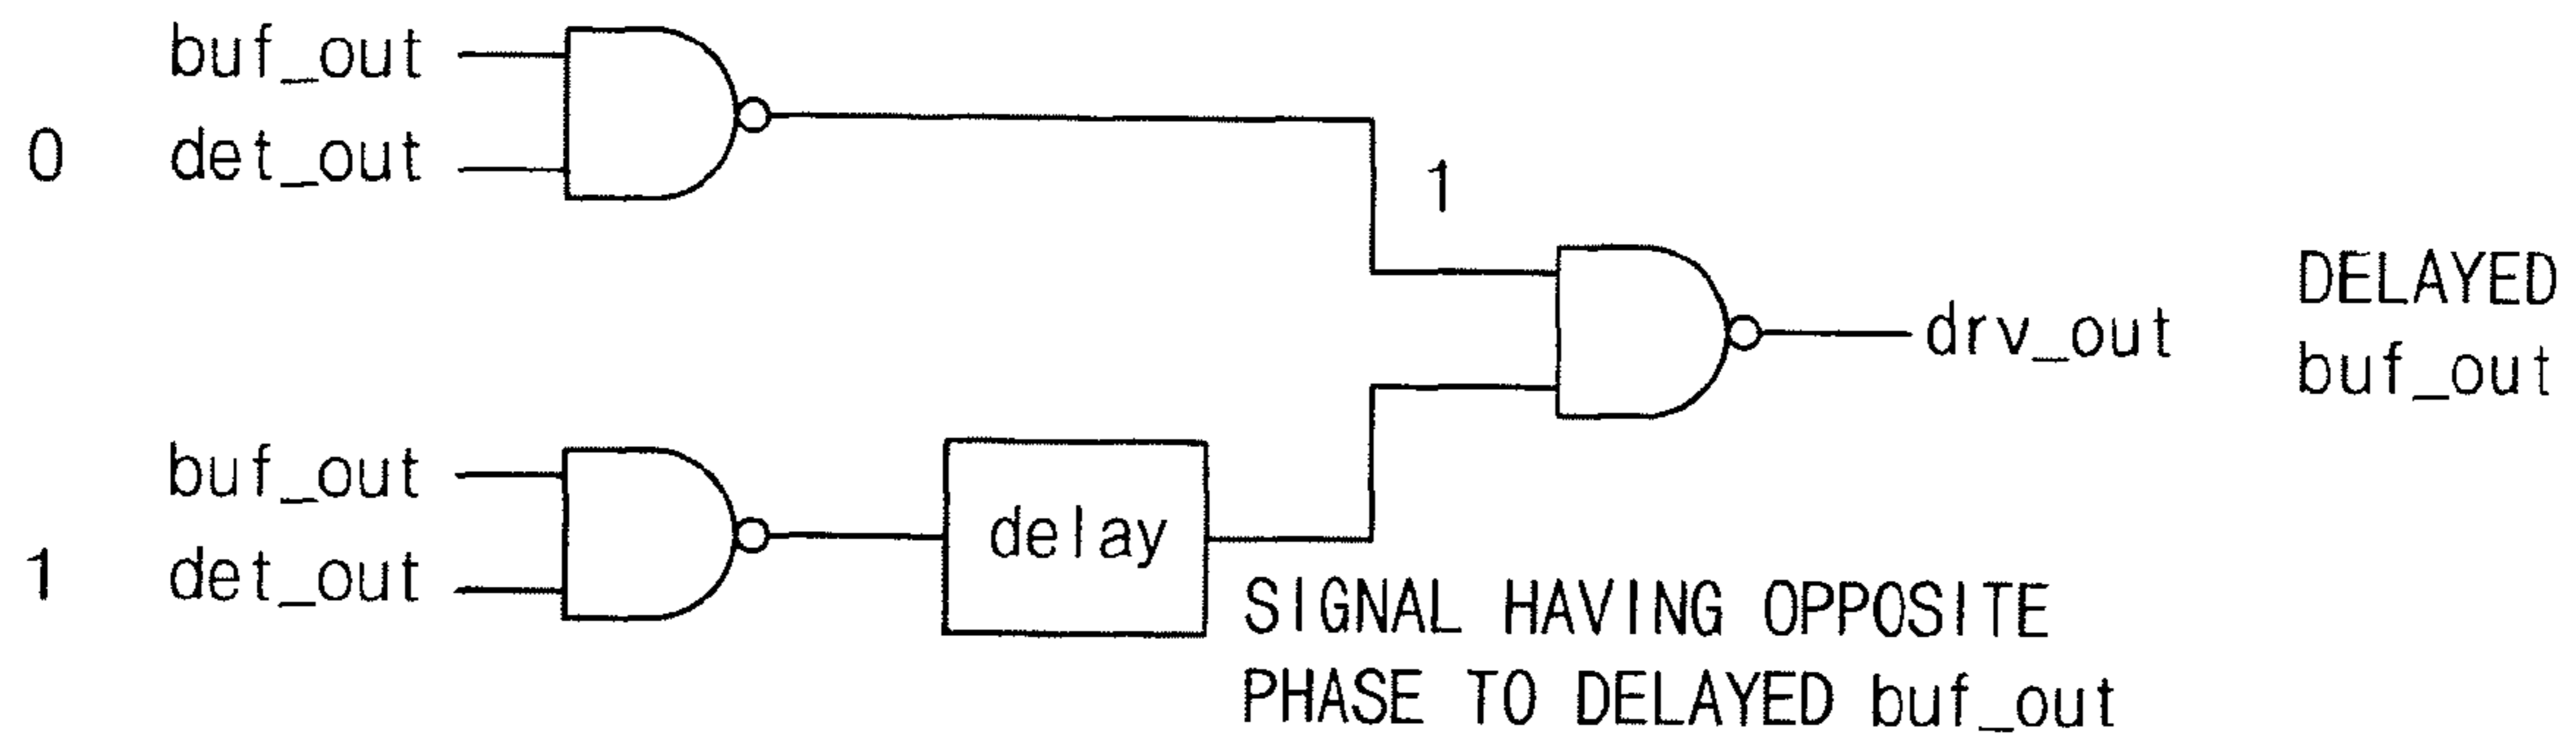 buf_out
0 det_out
1
DELAYED
drv_out
buf_out
buf_out
delay
1 det_out
SIGNAL HAVING OPPOSITE
PHASE TO DELAYED buf_out